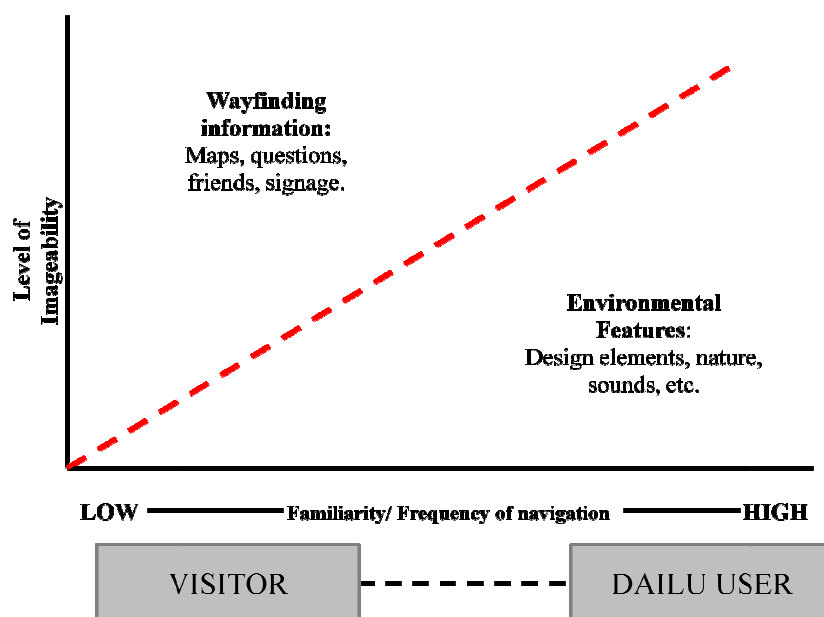 Wayfinding
information:
Maps, questions,
friends, signage.
Level of
Imageability
Environmental
Features:
Design elements, nature,
sounds, etc.
LOW Familiarity/ Frequency of navigation HIGH
VISITOR DAILU USER